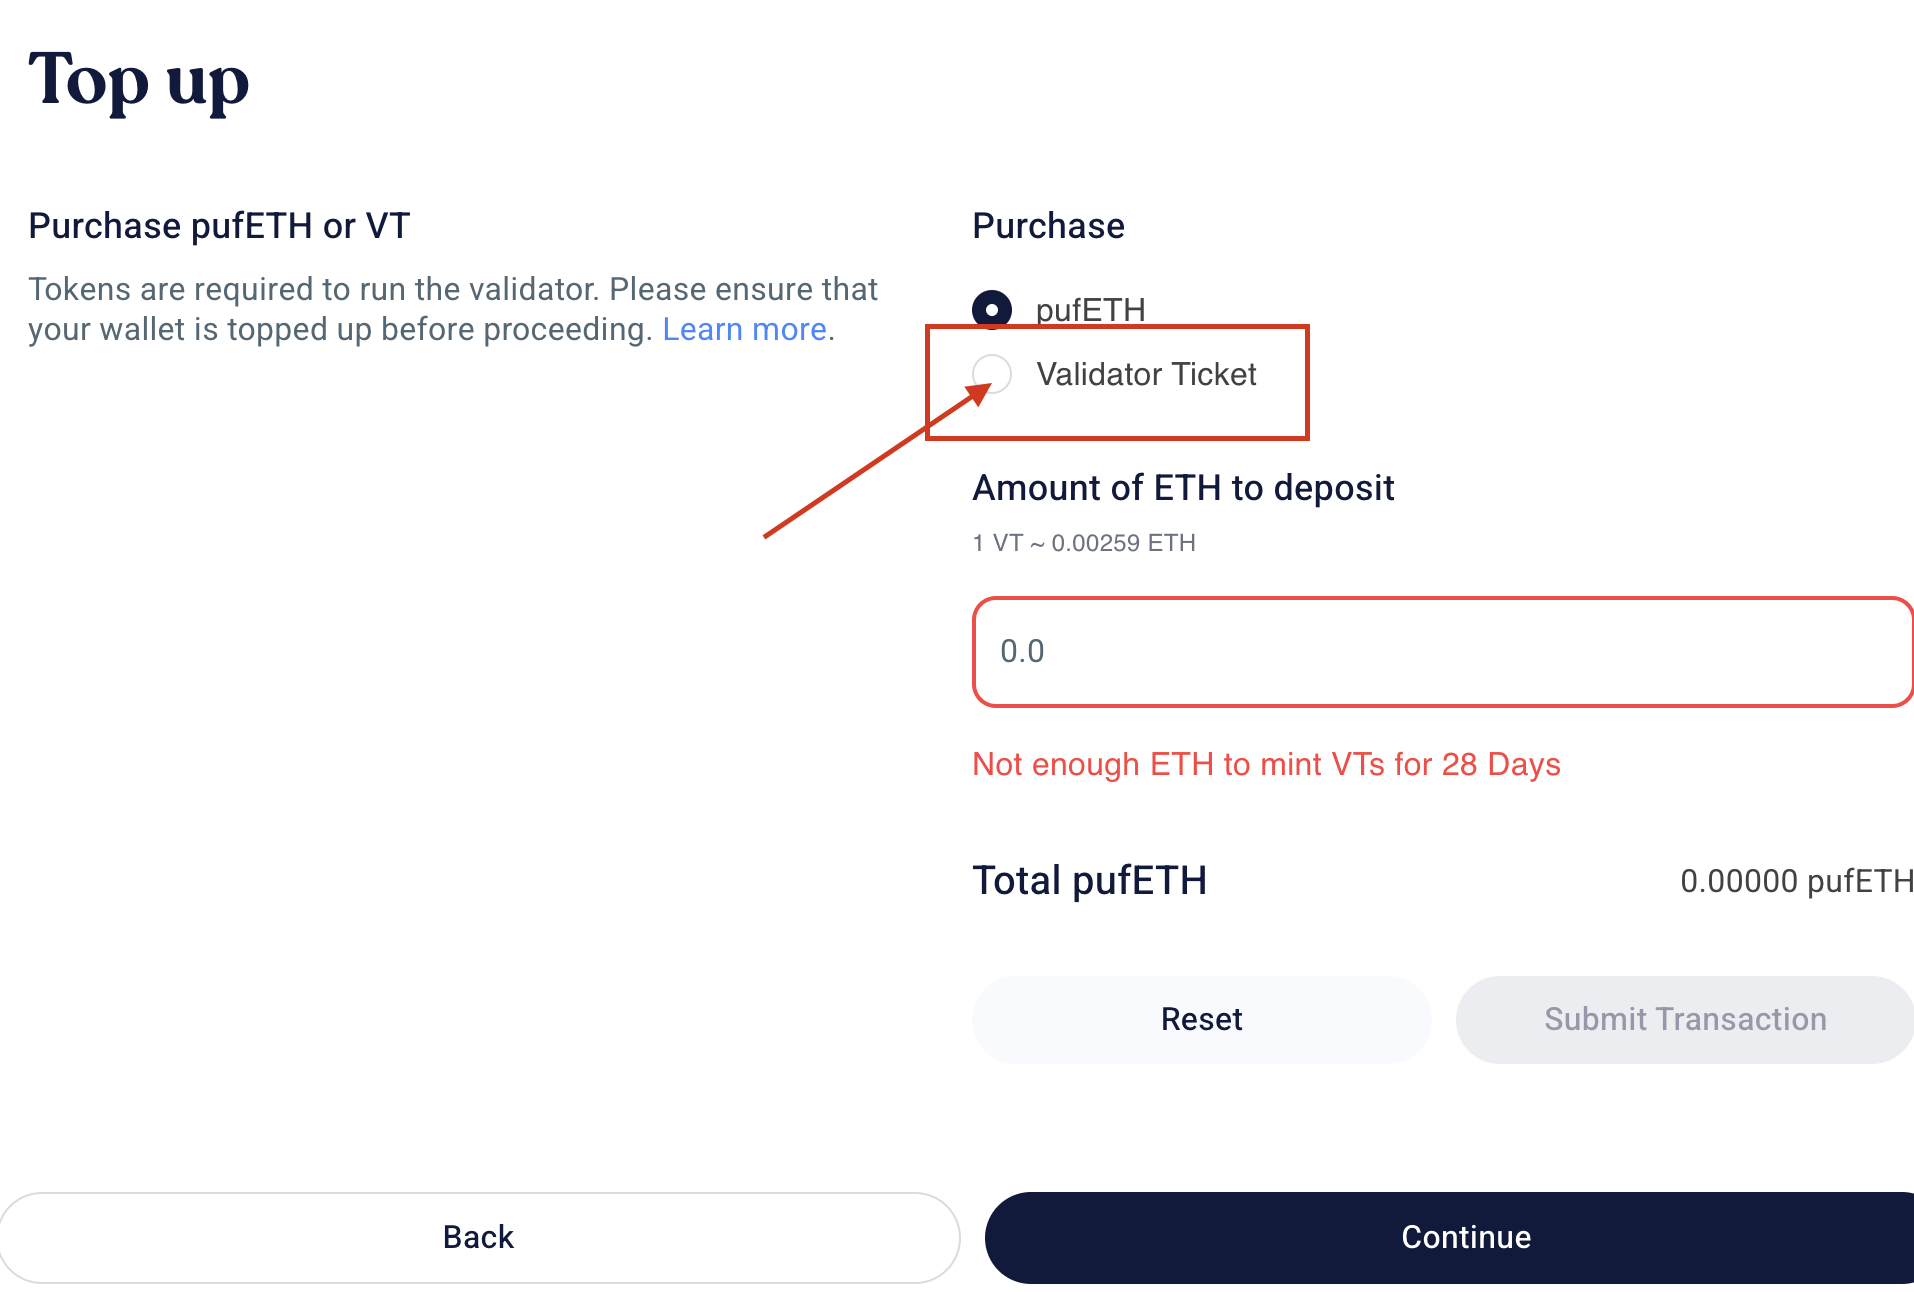 Top up
Purchase pufETH or VT
Tokens are required to run the validator. Please ensure that
your wallet is topped up before proceeding. Learn more.
Purchase
pufETH
Validator Ticket
Amount of ETH to deposit
1 VT ~ 0.00259 ETH
0.0
Not enough ETH to mint VTs for 28 Days
Total pufETH
0.00000 pufETH
Reset
Submit Transaction
Back
Continue